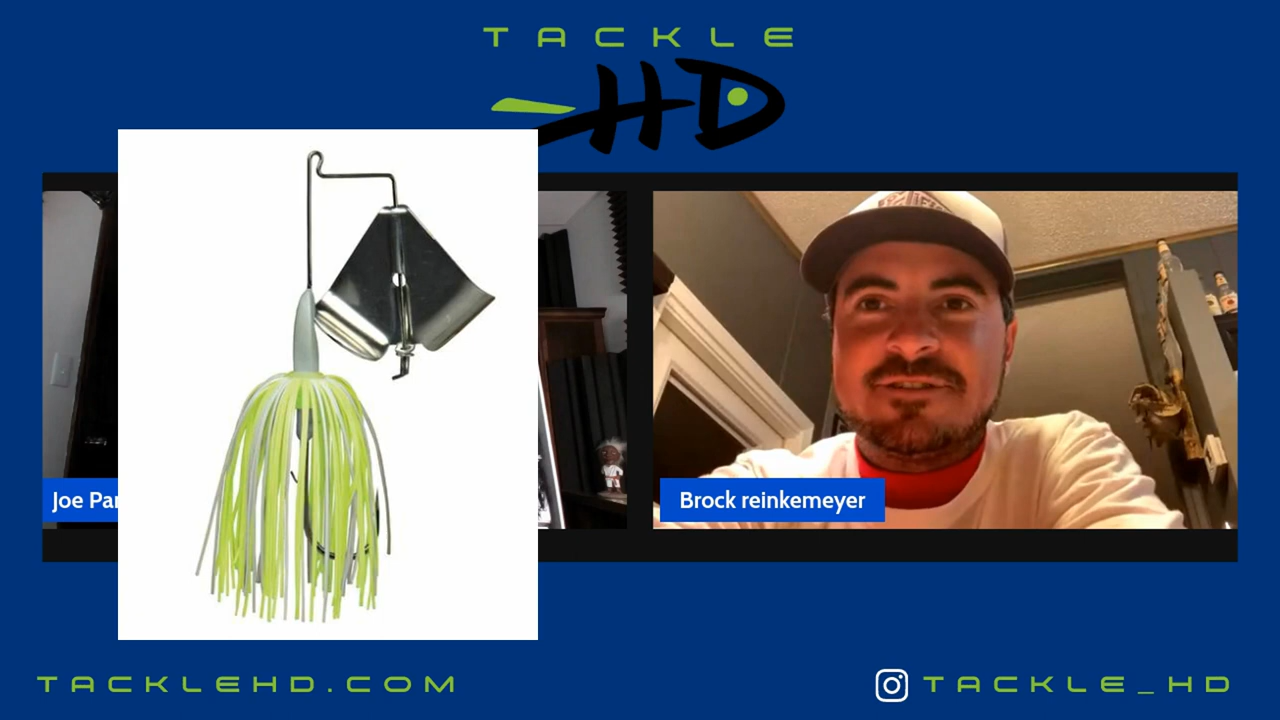 TACKLE
HD
Joe Par
Brock reinkemeyer
TACKLEHD.COM
TACKLE_HD